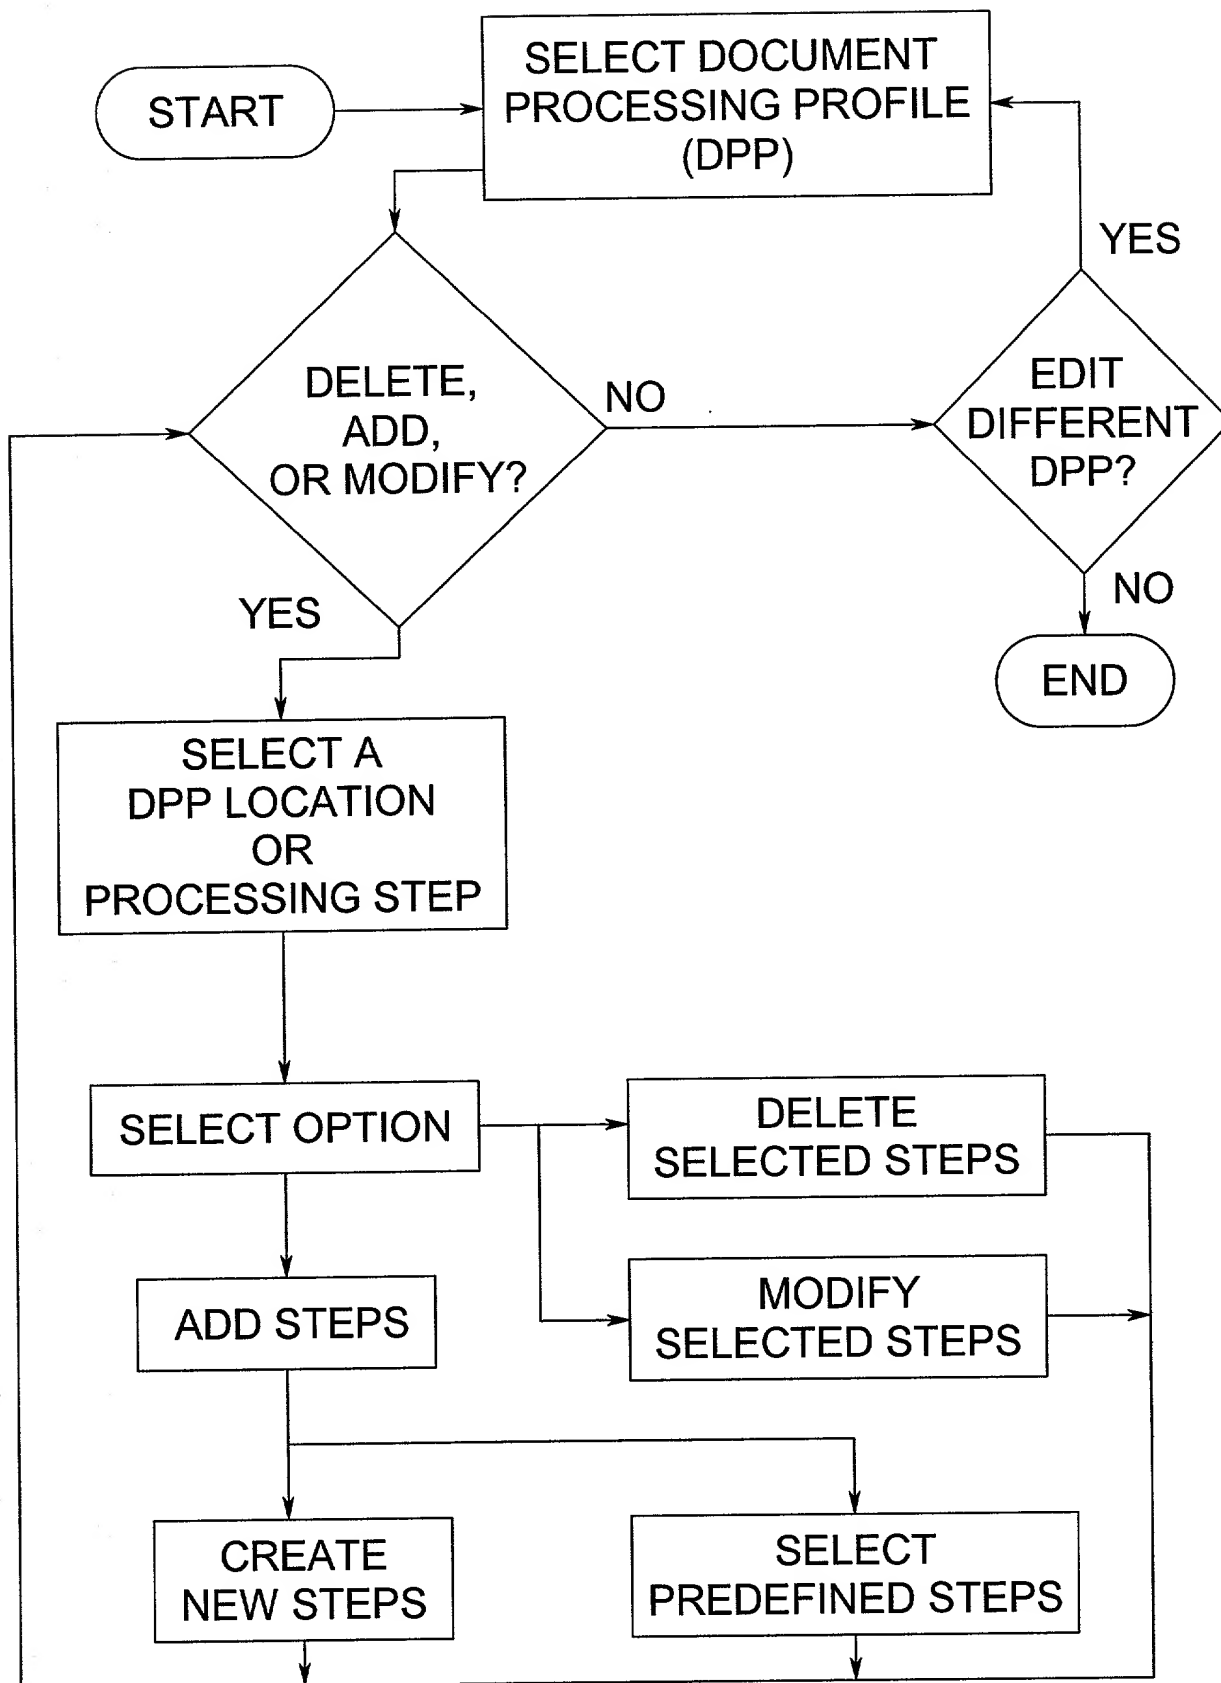 START
SELECT DOCUMENT
PROCESSING PROFILE
(DPP)
YES
DELETE,
ADD,
OR MODIFY?
NO
EDIT
DIFFERENT
DPP?
YES
NO
END
SELECT A
DPP LOCATION
OR
PROCESSING STEP
SELECT OPTION
DELETE
SELECTED STEPS
ADD STEPS
MODIFY
SELECTED STEPS
CREATE
NEW STEPS
SELECT
PREDEFINED STEPS